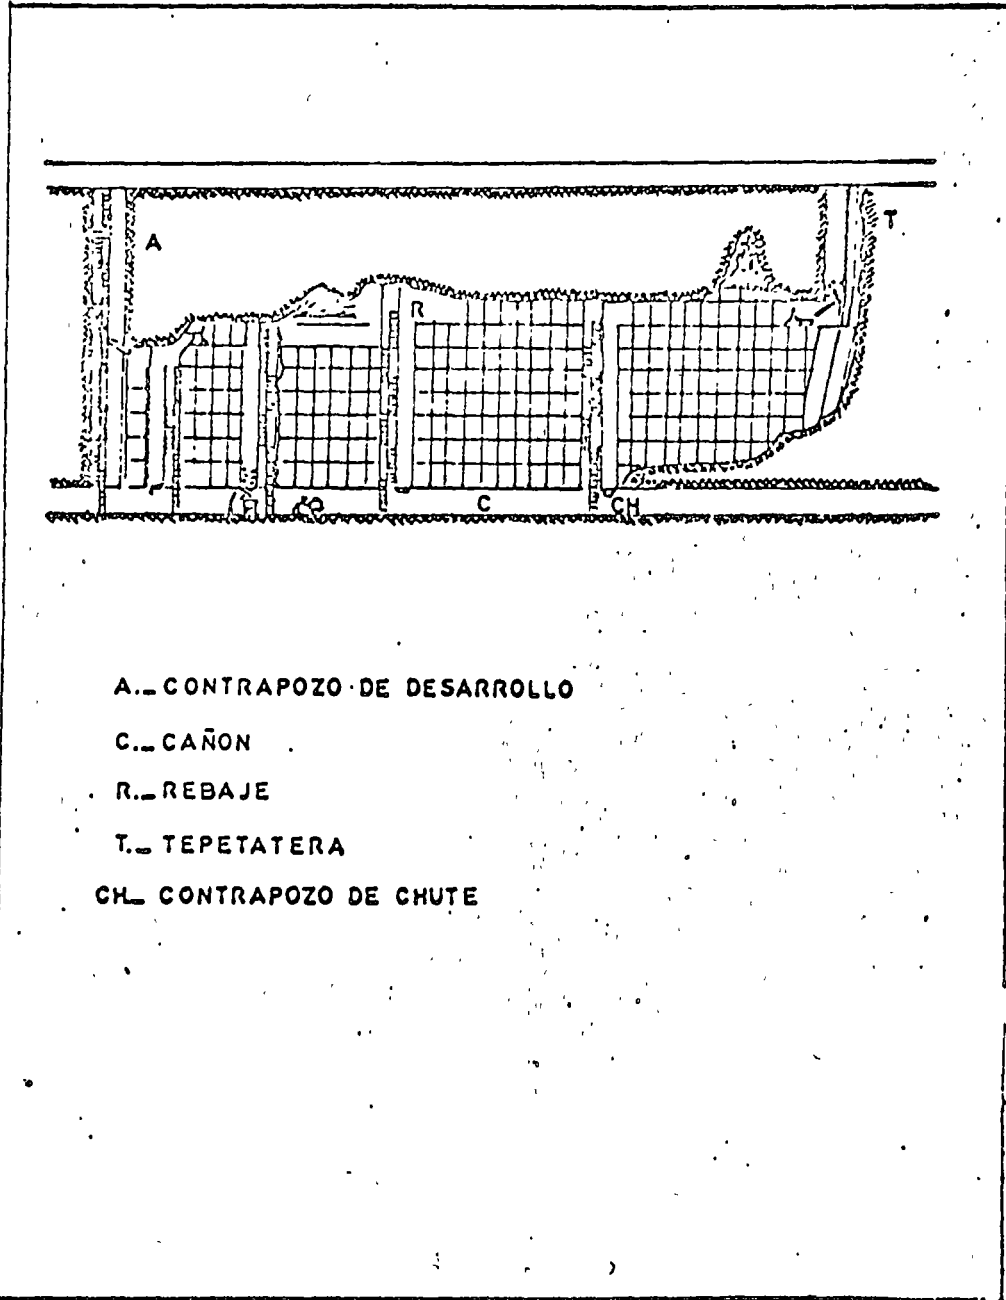 A
T
R
C
CH
A.- CONTRAPOZO DE DESARROLLO
C.- CAÑON
R.- REBAJE
T.- TEPETATERA
CH- CONTRAPOZO DE CHUTE